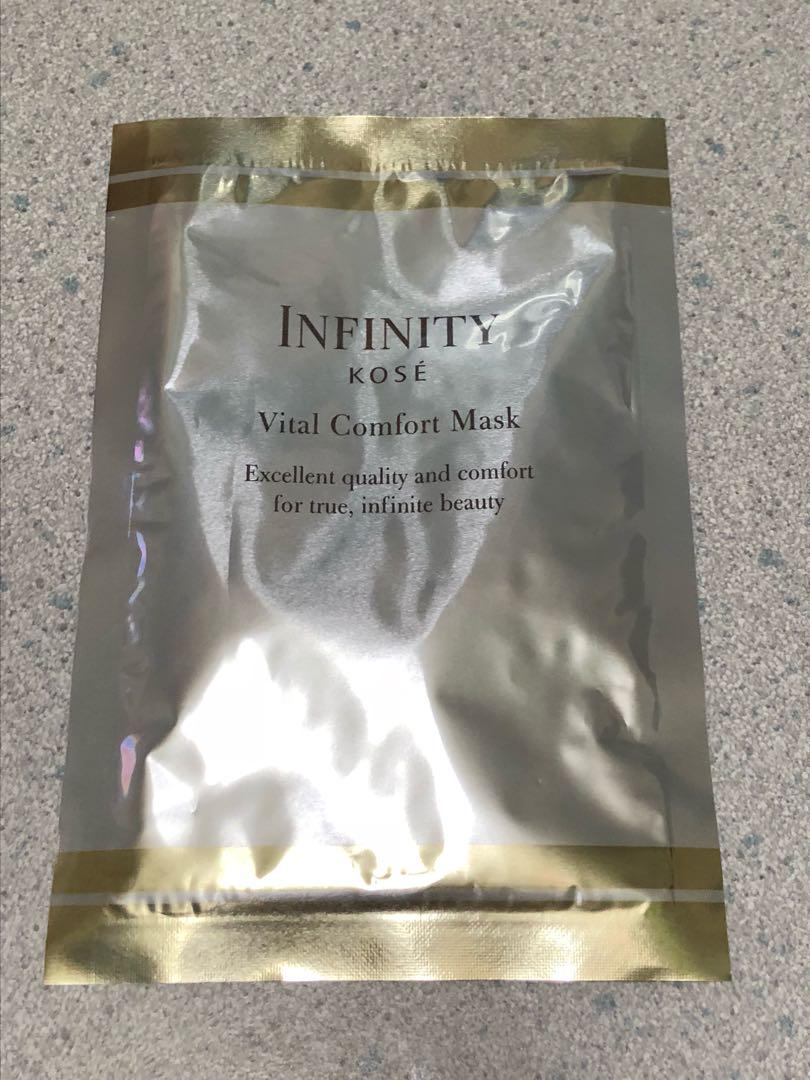 INFINITY
KOSÉ
Vital Comfort Mask
Excellent quality and comfort
for true, infinite beauty